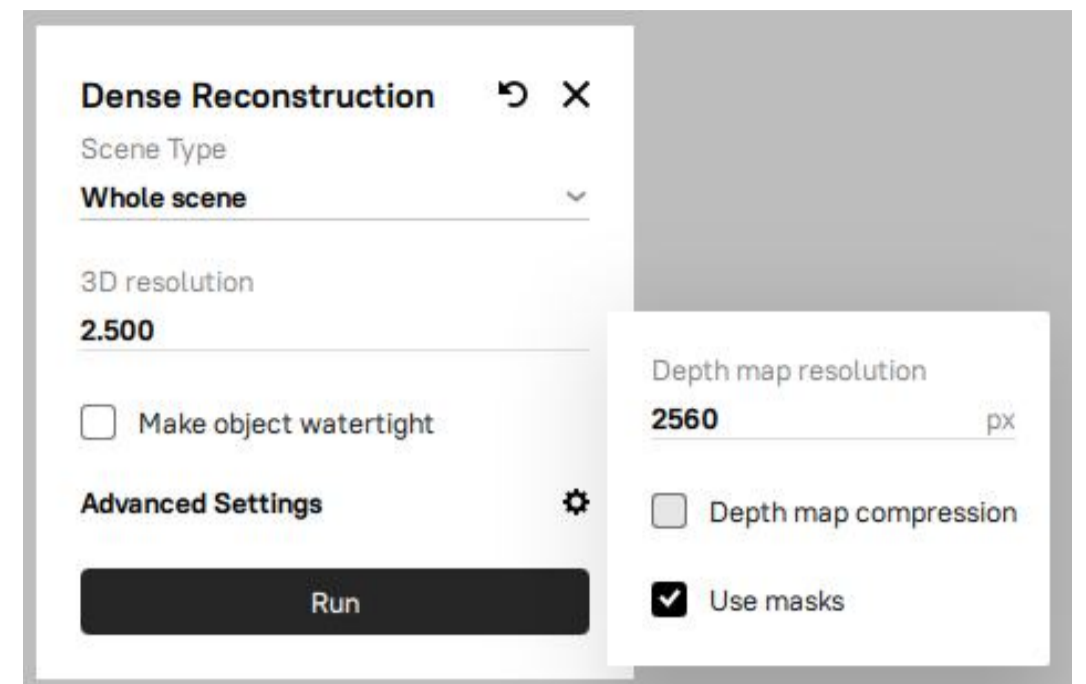 Dense Reconstruction
Scene Type
Whole scene
3D resolution
2.500
Make object watertight
Advanced Settings
Run
Depth map resolution
2560 px
Depth map compression
Use masks